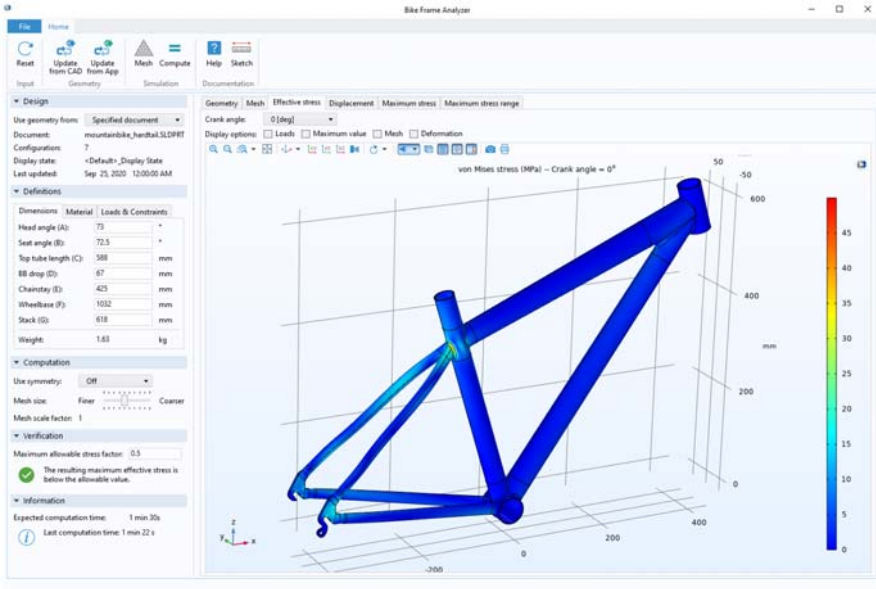 Bike Frame Analyzer
File Home
Reset
Update from CAD
Update from App
Mesh
Compute
Help
Sketch
Input Geometry Simulation Documentation
Design
Use geometry from: Specified document
Document: mountainbike_hardtail.SLDPRT
Configuration: 7
Display state: <Default>_Display State
Last updated: Sep 25, 2020 12:00:00 AM
Definitions
Dimensions Material Loads & Constraints
Head angle (A): 73 °
Seat angle (B): 72.5 °
Top tube length (C): 588 mm
BB drop (D): 67 mm
Chainstay (E): 425 mm
Wheelbase (F): 1032 mm
Stack (G): 618 mm
Weight: 1.63 kg
Computation
Use symmetry: Off
Mesh size: Finer Coarser
Mesh scale factor: 1
Verification
Maximum allowable stress factor: 0.5
The resulting maximum effective stress is
below the allowable value.
Information
Expected computation time: 1 min 30s
Last computation time: 1 min 22 s
Geometry Mesh Effective stress Displacement Maximum stress Maximum stress range
Crank angle: 0 [deg]
Display options: Loads Maximum value Mesh Deformation
von Mises stress (MPa) -- Crank angle = 0°
50
-50
600
400
mm
200
0
400
200
0
-200
z
y
x
45
40
35
30
25
20
15
10
5
0